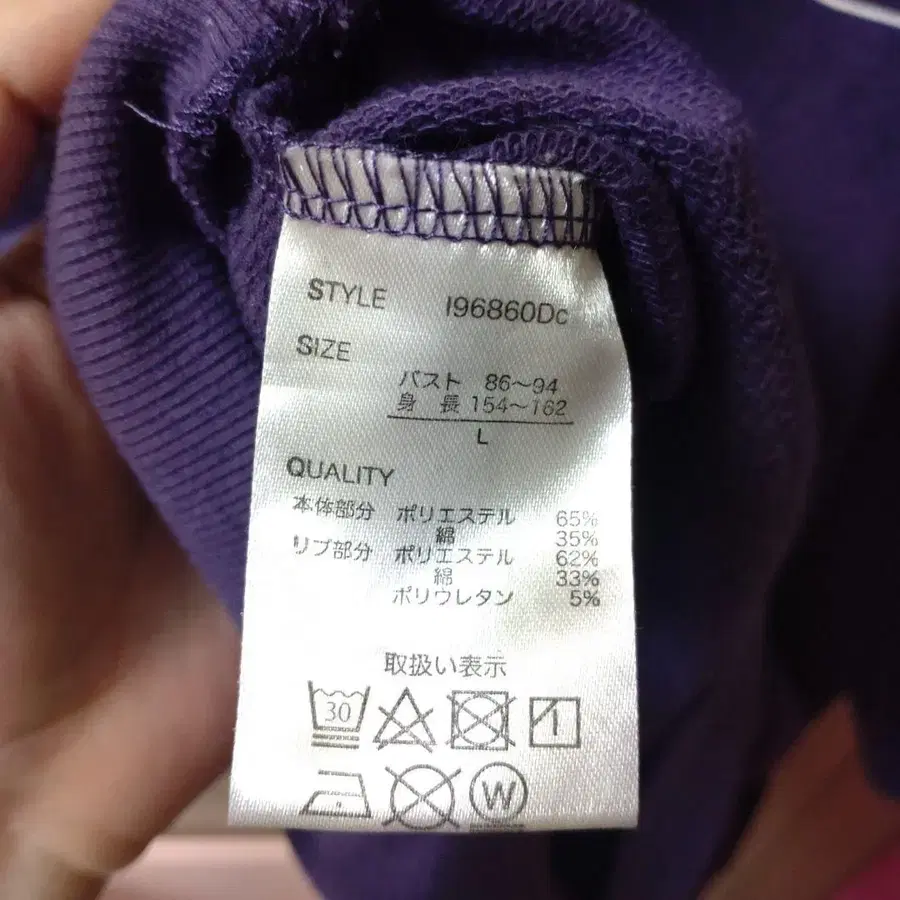 STYLE I96860Dc
SIZE
バスト 86～94
身 長 154～162
L
QUALITY
本体部分 ポリエステル 65%
綿 35%
リブ部分 ポリエステル 62%
綿 33%
ポリウレタン 5%
取扱い表示
30
W